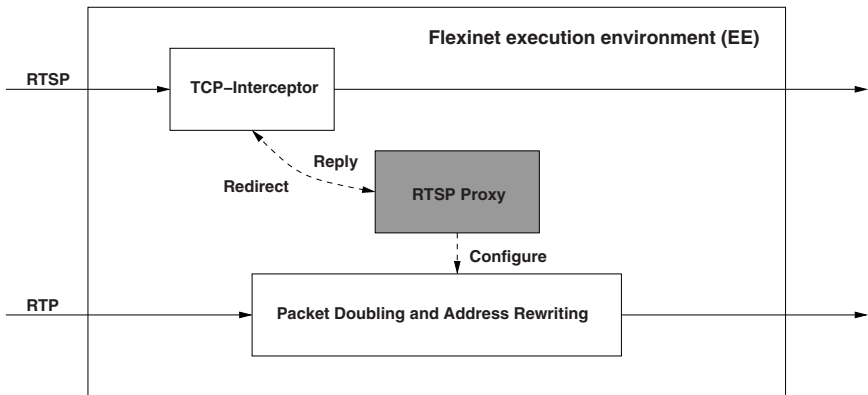 Flexinet execution environment (EE)
RTSP
TCP–Interceptor
Reply
Redirect
RTSP Proxy
Configure
RTP
Packet Doubling and Address Rewriting